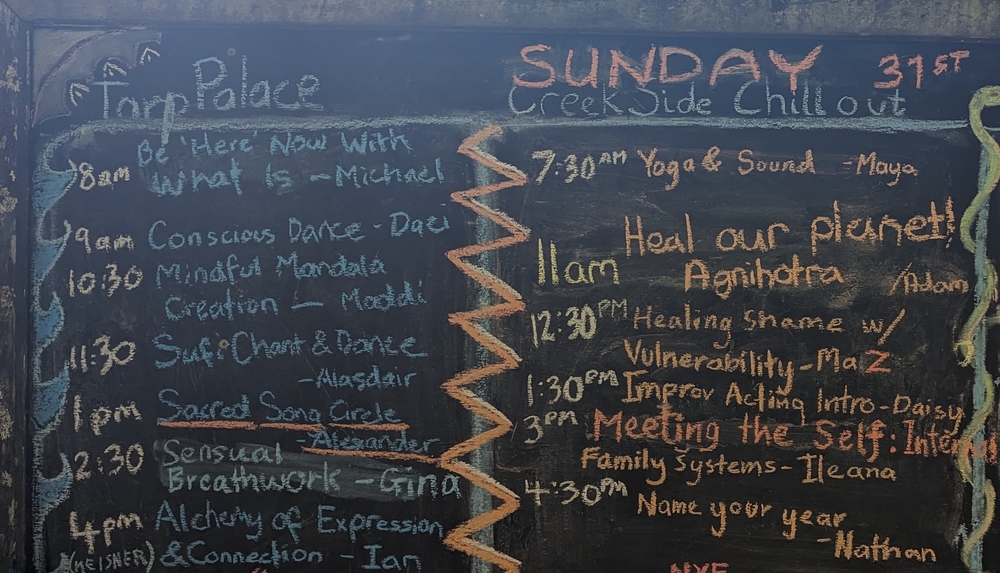 Tarp Palace
8am Be 'Here' Now With
What Is - Michael
9am Conscious Dance - Daci
10:30 Mindful Mandala
Creation - Maddi
11:30 Sufi Chant & Dance
- Alasdair
1pm Sacred Song Circle
- Alexander
2:30 Sensual
Breathwork - Gina
4pm Alchemy of Expression
(MEISNER) & Connection - Ian
SUNDAY 31ST
CreekSide Chillout
7:30AM Yoga & Sound - Maya
Heal our planet!
11am Agnihotra /Adam
12:30PM Healing Shame w/
Vulnerability - MaZ
1:30PM Improv Acting Intro - Daisy
3PM Meeting the Self: Internal
Family Systems - Ileana
4:30PM Name your year
- Nathan
NYE